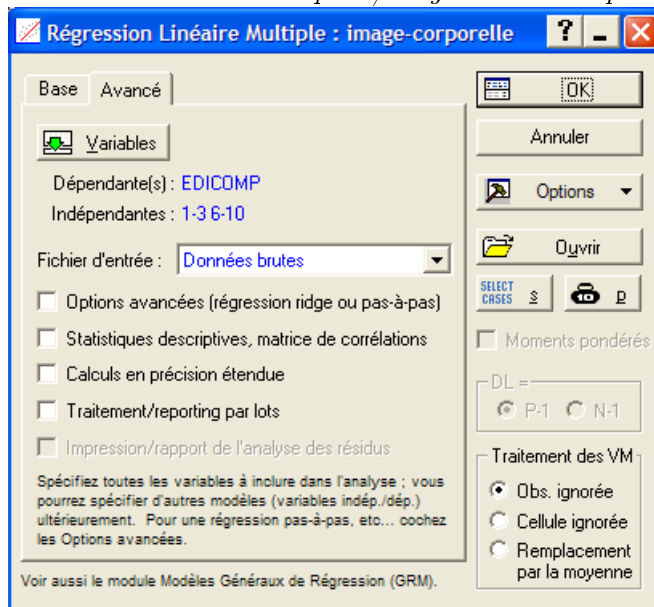 Régression Linéaire Multiple : image-corporelle
Base Avancé
Variables
Dépendante(s) : EDICOMP
Indépendantes : 1-3 6-10
Fichier d'entrée : Données brutes
Options avancées (régression ridge ou pas-à-pas)
Statistiques descriptives, matrice de corrélations
Calculs en précision étendue
Traitement/reporting par lots
Impression/rapport de l'analyse des résidus
Spécifiez toutes les variables à inclure dans l'analyse ; vous
pourrez spécifier d'autres modèles (variables indép./dép.)
ultérieurement. Pour une régression pas-à-pas, etc... cochez
les Options avancées.
Voir aussi le module Modèles Généraux de Régression (GRM).
OK
Annuler
Options
Ouvrir
SELECT
CASES S D
Moments pondérés
DL =
P-1 N-1
Traitement des VM
Obs. ignorée
Cellule ignorée
Remplacement
par la moyenne